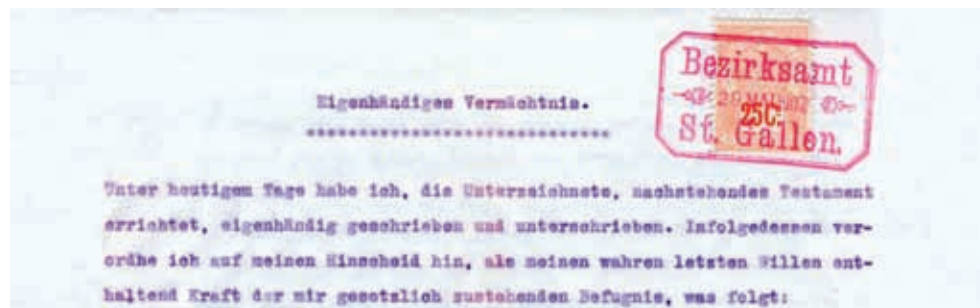 Bezirksamt
29 MAI
25C.
St. Gallen.
Eigenhändiges Vermächtnis.
Unter heutigem Tage habe ich, die Unterzeichnete, nachstehendes Testament
errichtet, eigenhändig geschrieben und unterschrieben. Infolgedessen ver-
ordne ich auf meinen Hinscheid hin, als meinen wahren letzten Willen ent-
haltend Kraft der mir gesetzlich zustehenden Befugnis, was folgt: